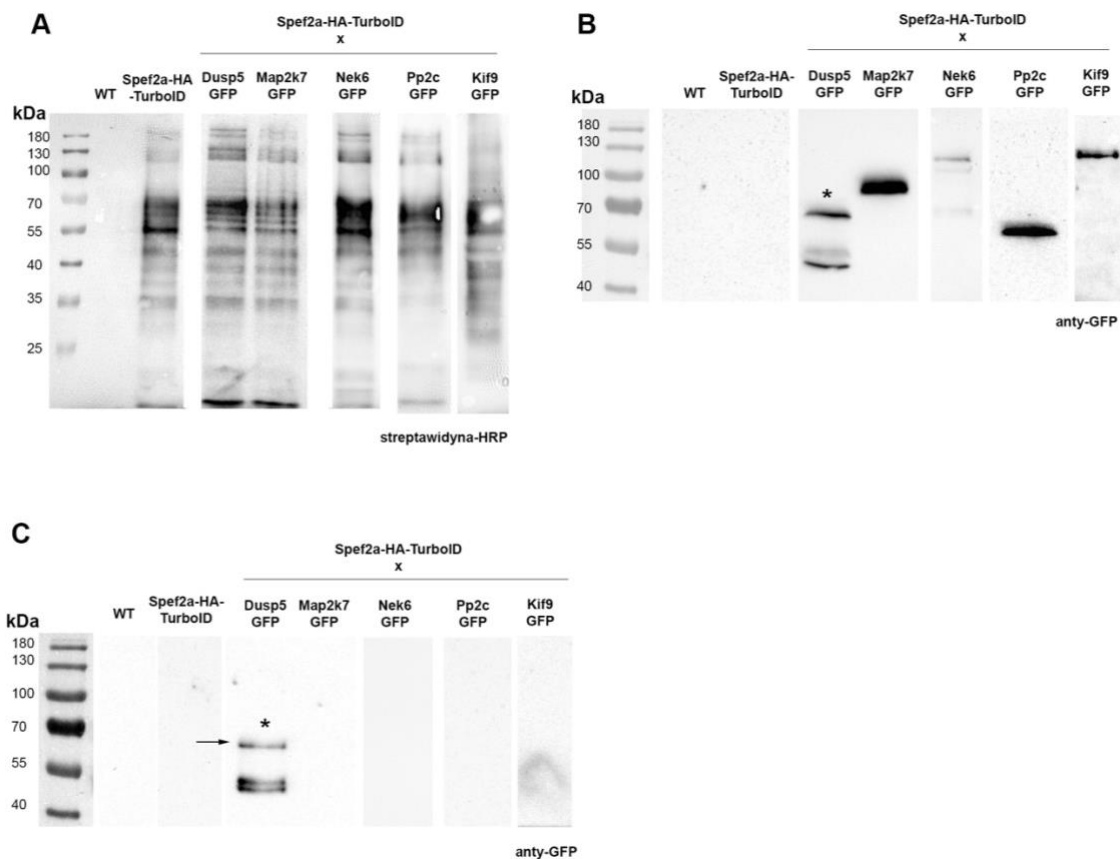 A
Spef2a-HA-TurboID
x
WT
Spef2a-HA
-TurboID
Dusp5
GFP
Map2k7
GFP
Nek6
GFP
Pp2c
GFP
Kif9
GFP
kDa
180
130
100
70
55
40
35
25
streptawidyna-HRP
B
Spef2a-HA-TurboID
x
WT
Spef2a-HA-
TurboID
Dusp5
GFP
Map2k7
GFP
Nek6
GFP
Pp2c
GFP
Kif9
GFP
kDa
180
130
100
70
55
40
*
anty-GFP
C
Spef2a-HA-TurboID
x
WT
Spef2a-HA-
TurboID
Dusp5
GFP
Map2k7
GFP
Nek6
GFP
Pp2c
GFP
Kif9
GFP
kDa
180
130
100
70
55
40
*
anty-GFP